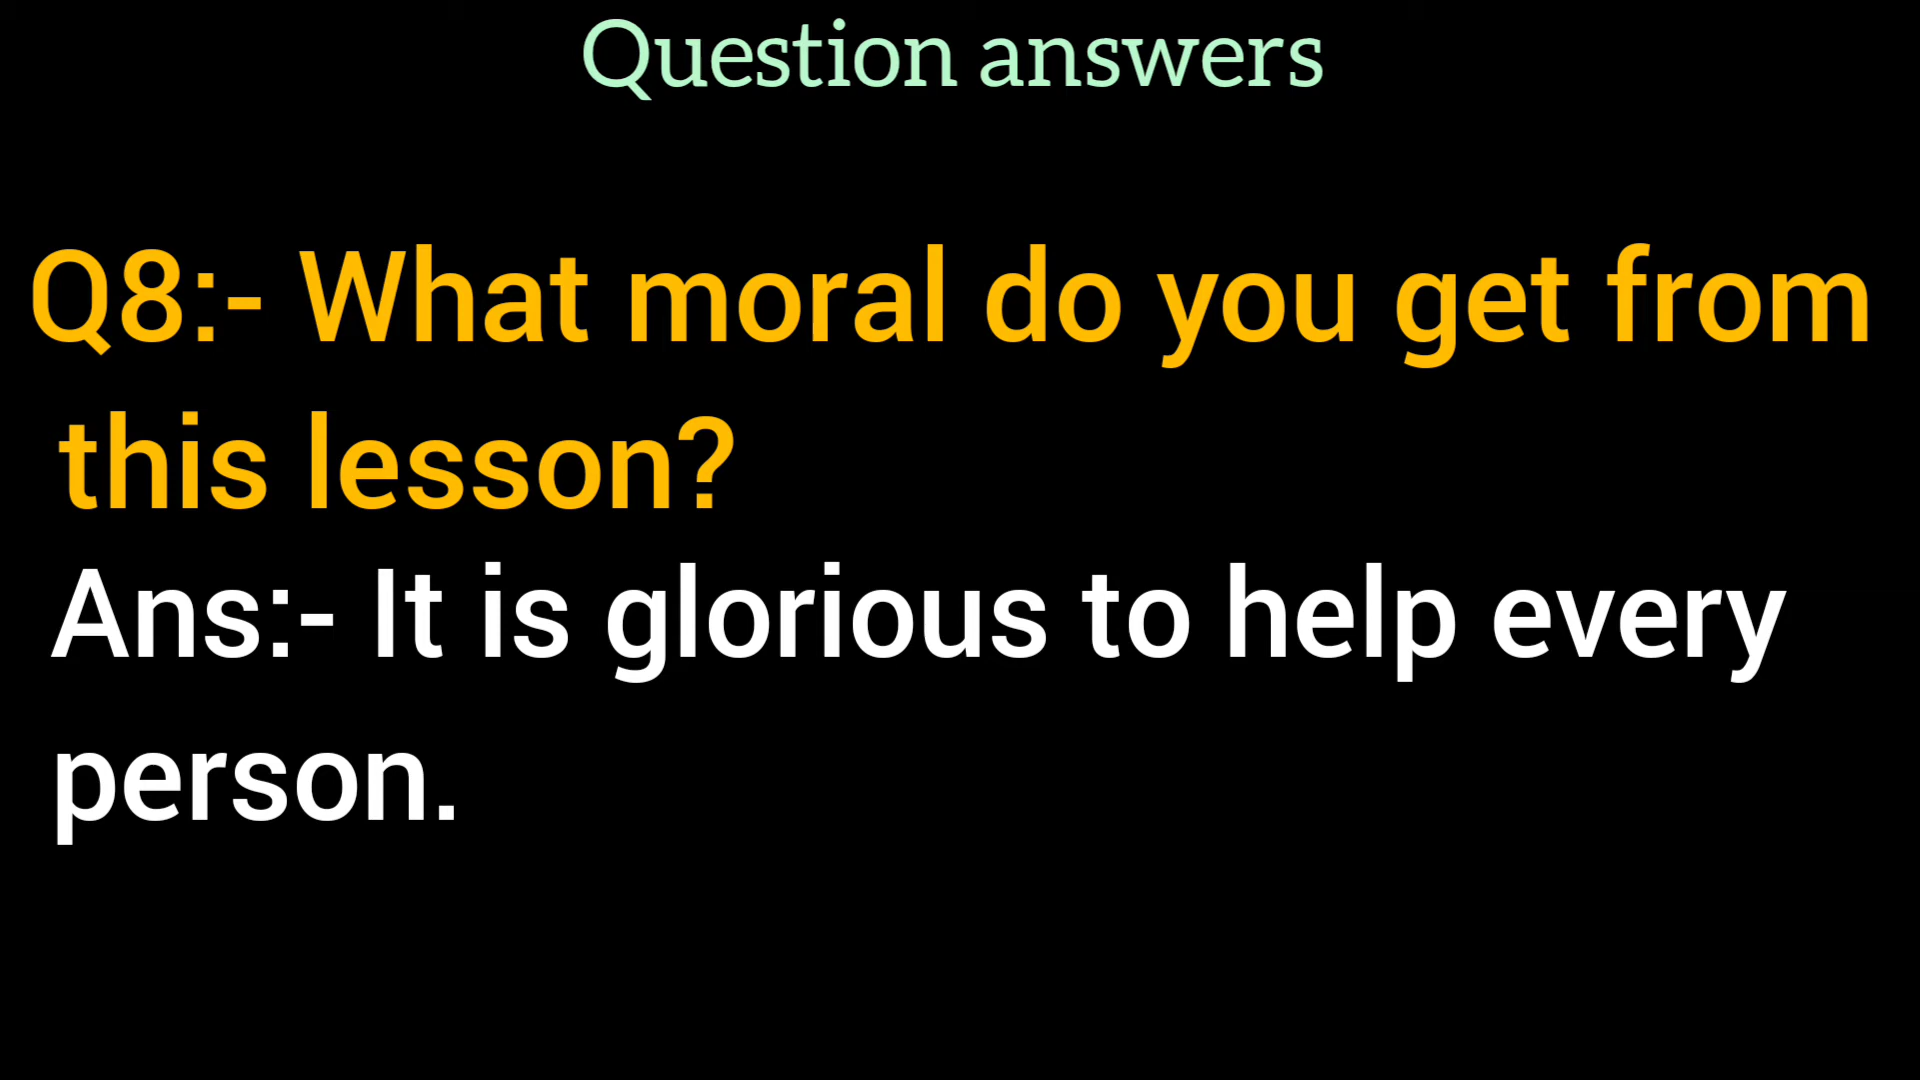 Question answers
Q8:- What moral do you get from
this lesson?
Ans:- It is glorious to help every
person.